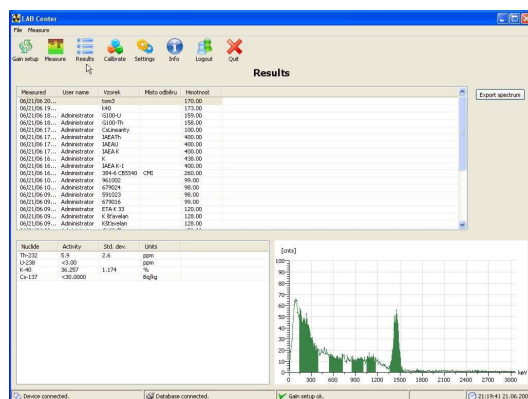 LAB Center
File Measure
Gain setup Measure Results Calibrate Settings Info Logout Quit
Results
Measured User name Vzorek Místo odběru Hmotnost
Export spectrum
06/21/06 20... tom3 170.00
06/21/06 19... k40 173.00
06/21/06 18... Administrator G100-U 159.00
06/21/06 18... Administrator G100-Th 158.00
06/21/06 17... Administrator CsLinearity 100.00
06/21/06 17... Administrator IAEATh 400.00
06/21/06 17... Administrator IAEAU 400.00
06/21/06 17... Administrator IAEA K 400.00
06/21/06 16... Administrator K 438.00
06/21/06 16... Administrator IAEA K-1 400.00
06/21/06 16... Administrator 384-6 CB5540 CMI 260.00
06/21/06 10... Administrator 961002 99.00
06/21/06 09... Administrator 679024 98.00
06/21/06 09... Administrator 591023 98.00
06/21/06 09... Administrator 679016 99.00
06/21/06 09... Administrator ETA K 33 120.00
06/21/06 09... Administrator K šťavelan 128.00
06/21/06 09... Administrator Kšťavelan 128.00
Nuclide Activity Std. dev. Units
Th-232 5.9 2.6 ppm
U-238 <3.00 ppm
K-40 36.257 1.174 %
Cs-137 <30.0000 Bq/kg
[cnts]
100
90
80
70
60
50
40
30
20
10
0
0 300 600 900 1200 1500 1800 2100 2400 2700 3000 keV
Device connected. Database connected. Gain setup ok. 21:19:41 21.06.200